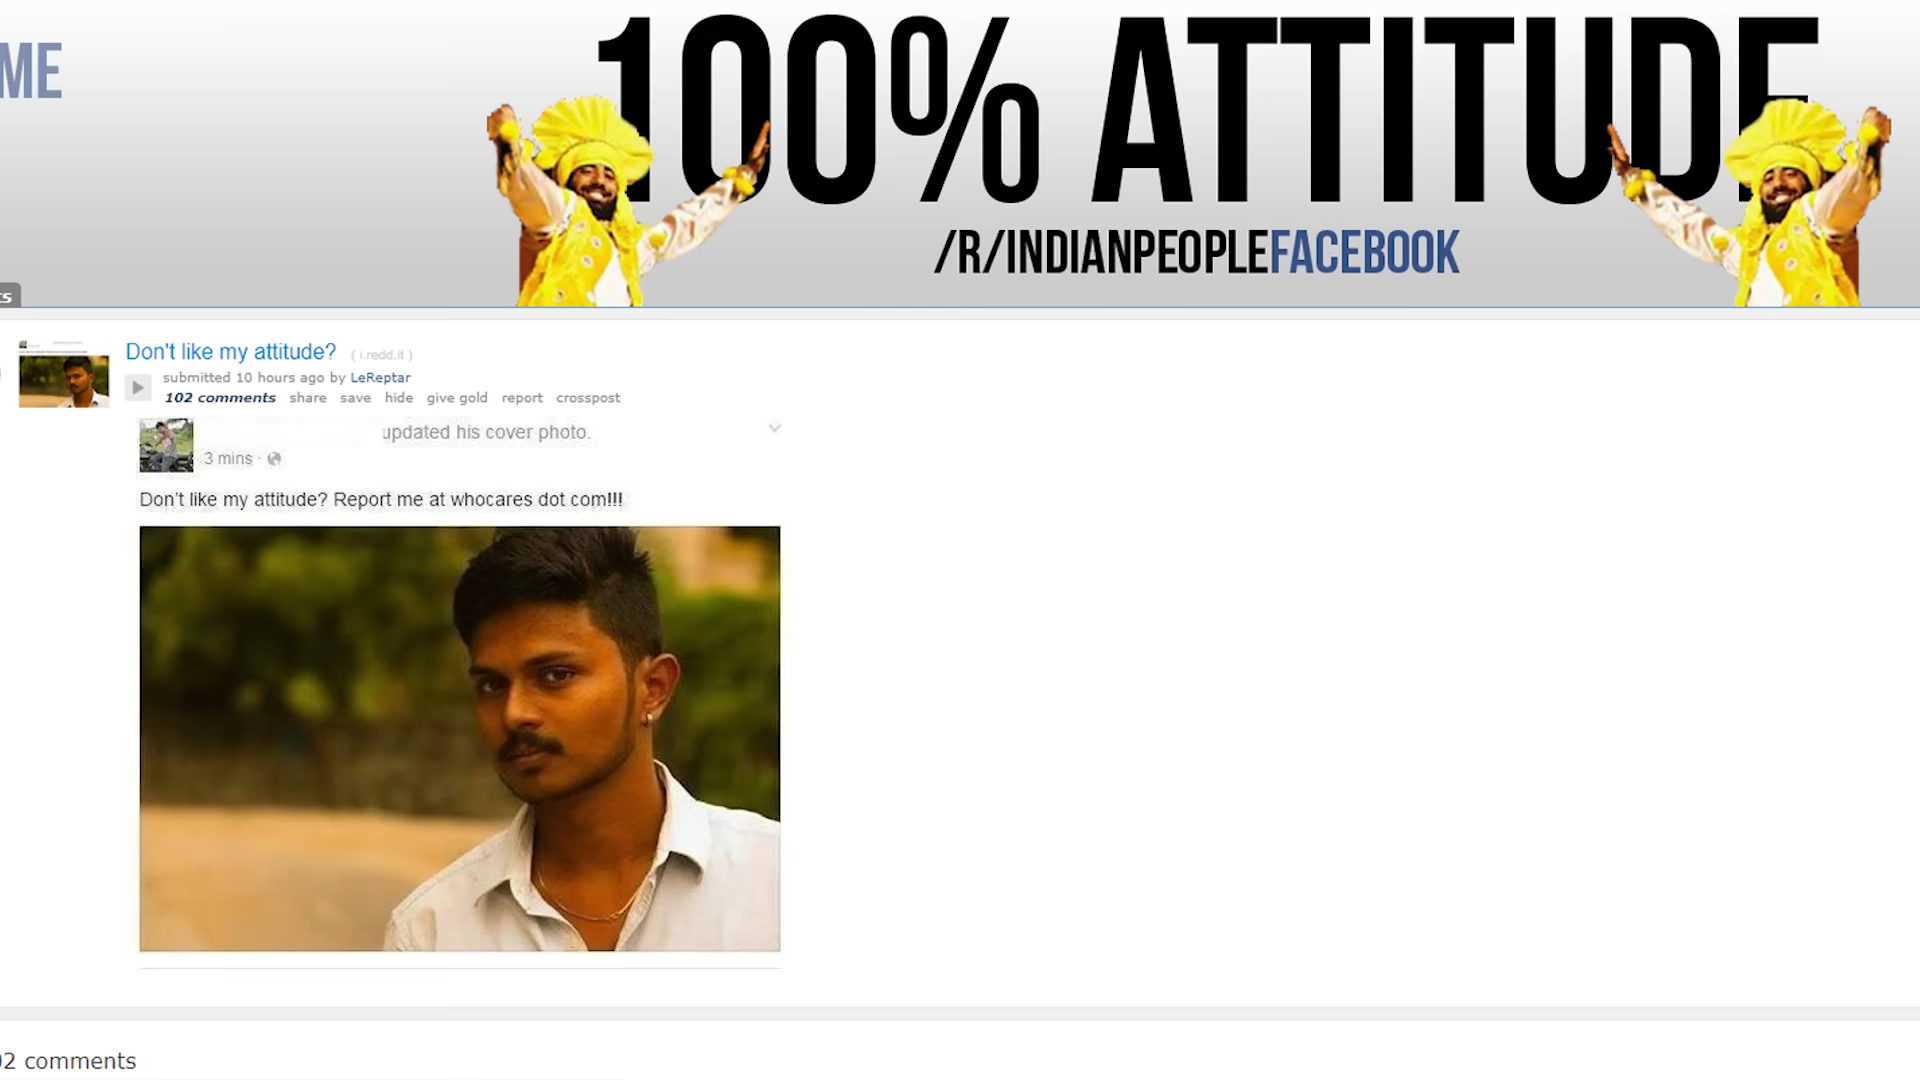 ME
100% ATTITUDE
/R/INDIANPEOPLEFACEBOOK
TS
Don't like my attitude? ( i.redd.it )
submitted 10 hours ago by LeReptar
102 comments share save hide give gold report crosspost
updated his cover photo.
3 mins ·
Don't like my attitude? Report me at whocares dot com!!!
02 comments